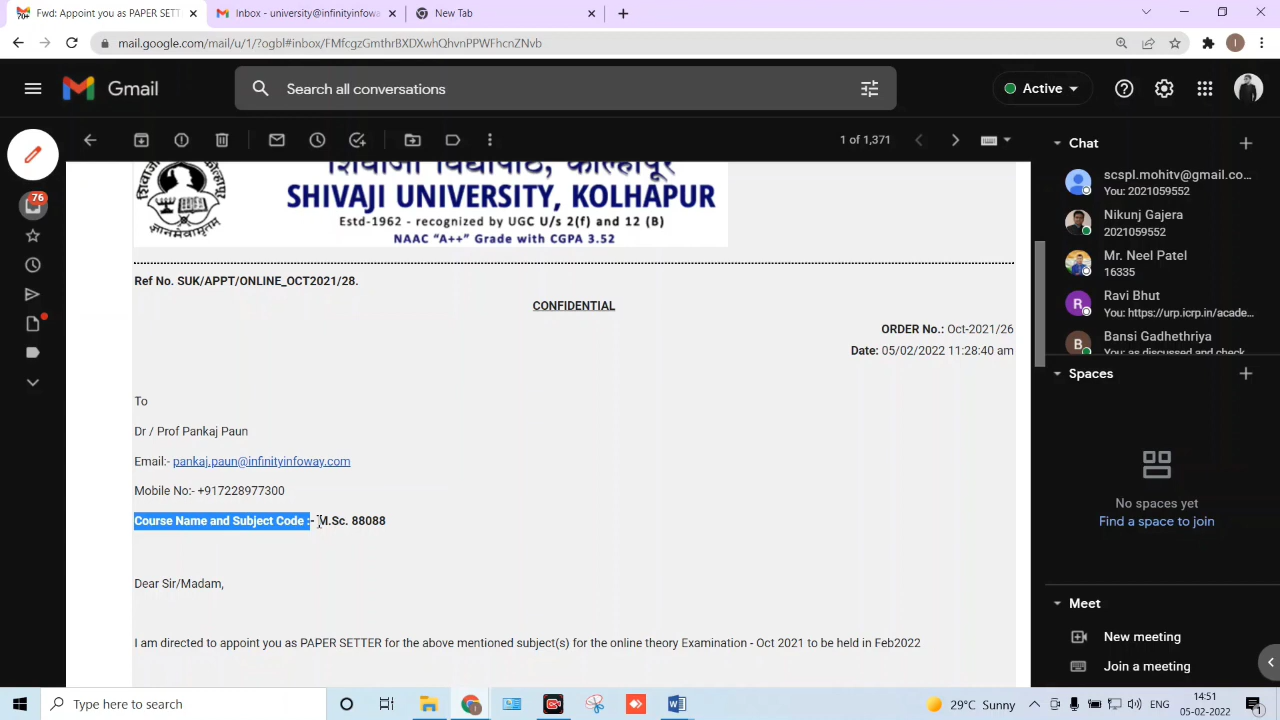 Fwd: Appoint you as PAPER SETT
Inbox - university@infinityinfowa
New Tab
mail.google.com/mail/u/1/?ogbl#inbox/FMfcgzGmthrBXDXwhQhvnPPWFhcnZNvb
Gmail
Search all conversations
Active
1 of 1,371
76
शिवाजी विद्यापीठ, कोल्हापूर
SHIVAJI UNIVERSITY, KOLHAPUR
Estd-1962 - recognized by UGC U/s 2(f) and 12 (B)
NAAC “A++” Grade with CGPA 3.52
Ref No. SUK/APPT/ONLINE_OCT2021/28.
CONFIDENTIAL
ORDER No.: Oct-2021/26
Date: 05/02/2022 11:28:40 am
To
Dr / Prof Pankaj Paun
Email:- pankaj.paun@infinityinfoway.com
Mobile No:- +917228977300
Course Name and Subject Code :- M.Sc. 88088
Dear Sir/Madam,
I am directed to appoint you as PAPER SETTER for the above mentioned subject(s) for the online theory Examination - Oct 2021 to be held in Feb2022
Chat
scspl.mohitv@gmail.co...
You: 2021059552
Nikunj Gajera
2021059552
Mr. Neel Patel
16335
Ravi Bhut
You: https://urp.icrp.in/acade...
Bansi Gadhethriya
You: as discussed and check
Spaces
No spaces yet
Find a space to join
Meet
New meeting
Join a meeting
Type here to search
29°C Sunny
ENG
14:51
05-02-2022